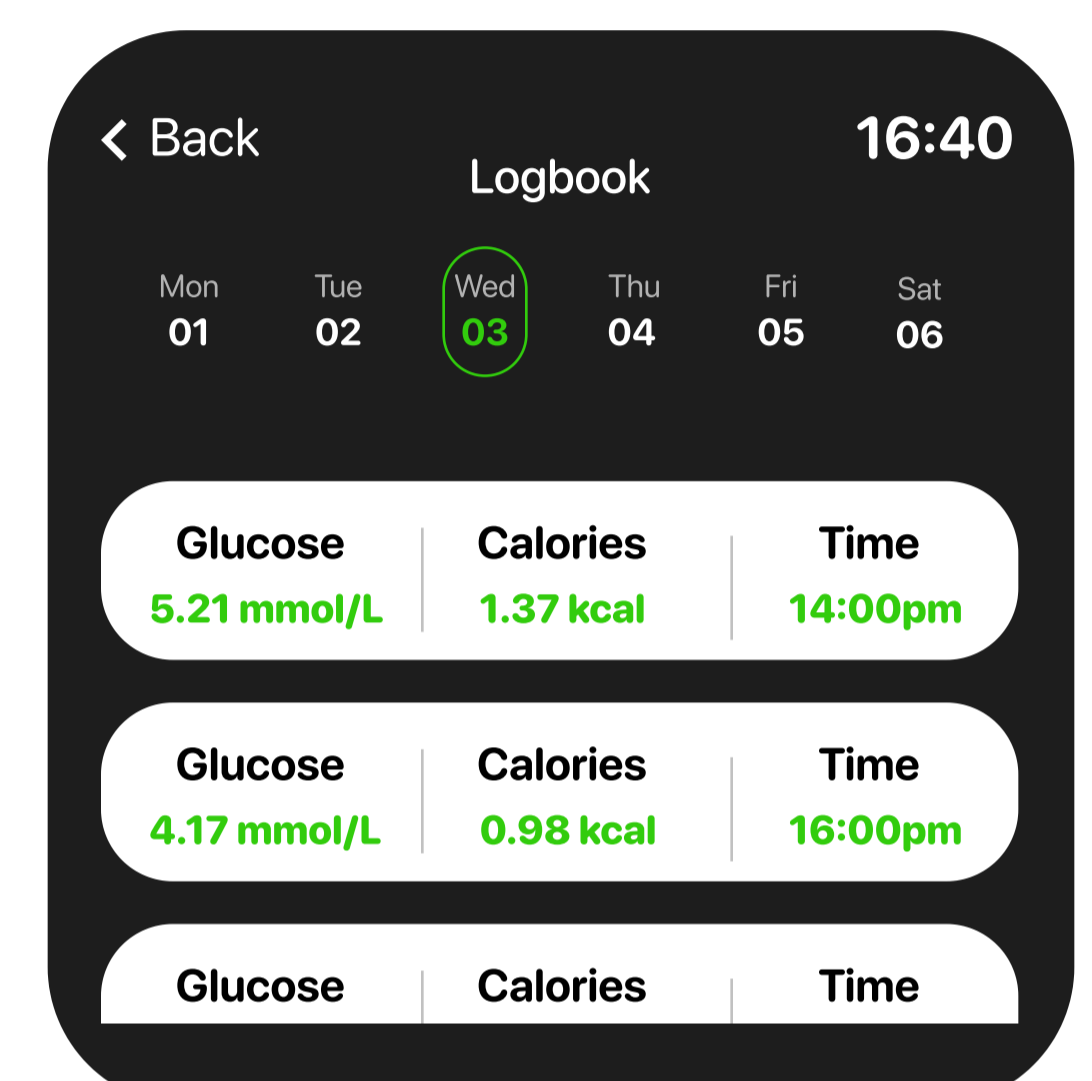 Back
16:40
Logbook
Mon Tue Wed Thu Fri Sat
01 02 03 04 05 06
Glucose Calories Time
5.21 mmol/L 1.37 kcal 14:00pm
Glucose Calories Time
4.17 mmol/L 0.98 kcal 16:00pm
Glucose Calories Time